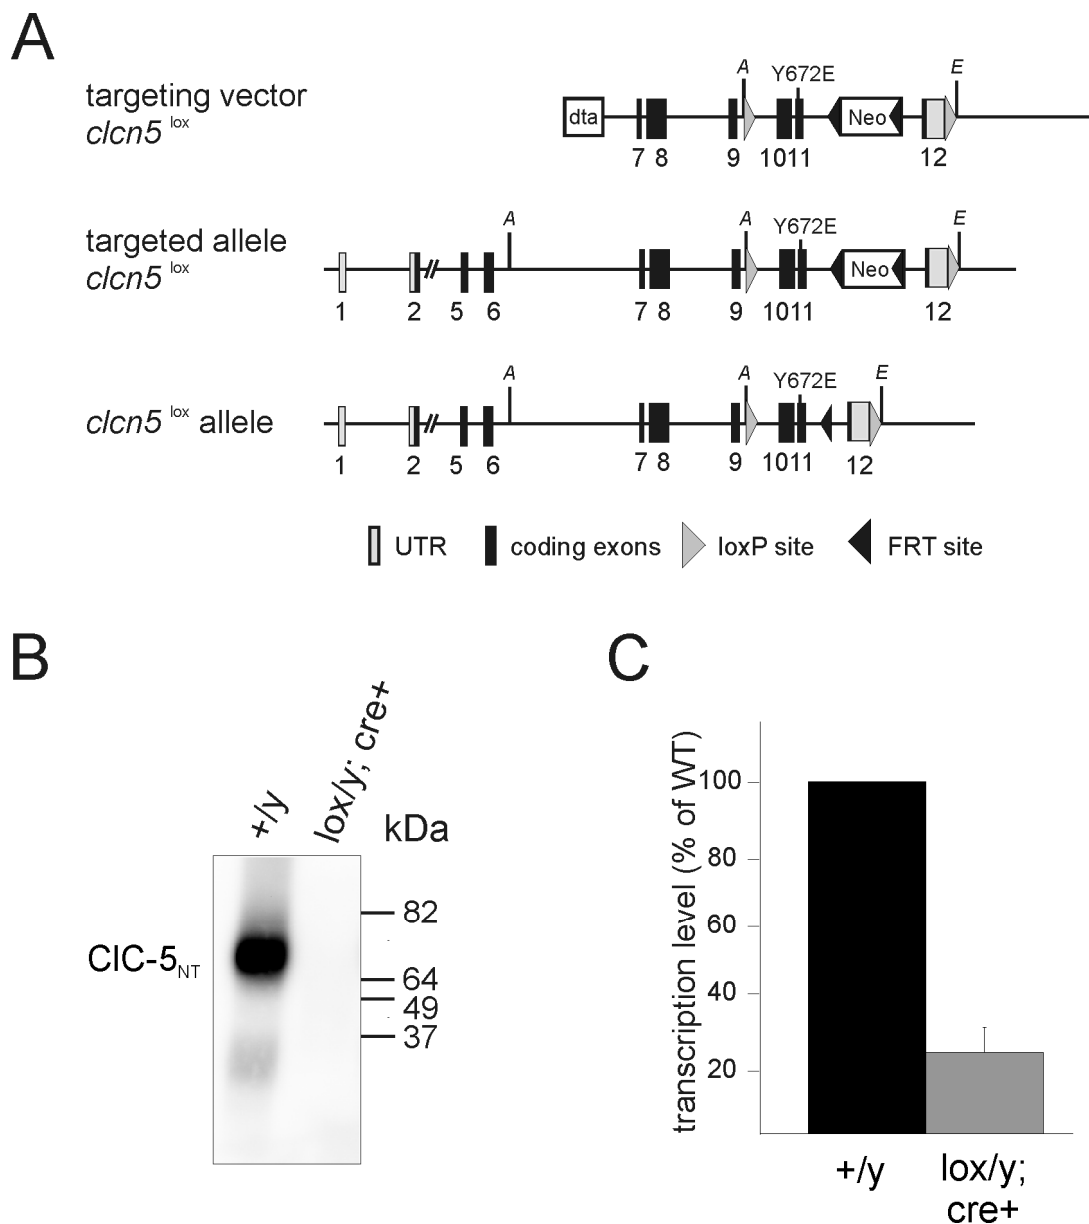 A
targeting vector
clcn5 lox
A Y672E E
dta Neo
7 8 9 1011 12
targeted allele
clcn5 lox
A A Y672E E
Neo
1 2 5 6 7 8 9 1011 12
clcn5 lox allele
A A Y672E E
1 2 5 6 7 8 9 1011 12
UTR coding exons loxP site FRT site
B
+/y lox/y; cre+ kDa
82
ClC-5NT
64
49
37
C
transcription level (% of WT)
100
80
60
40
20
+/y lox/y;
cre+